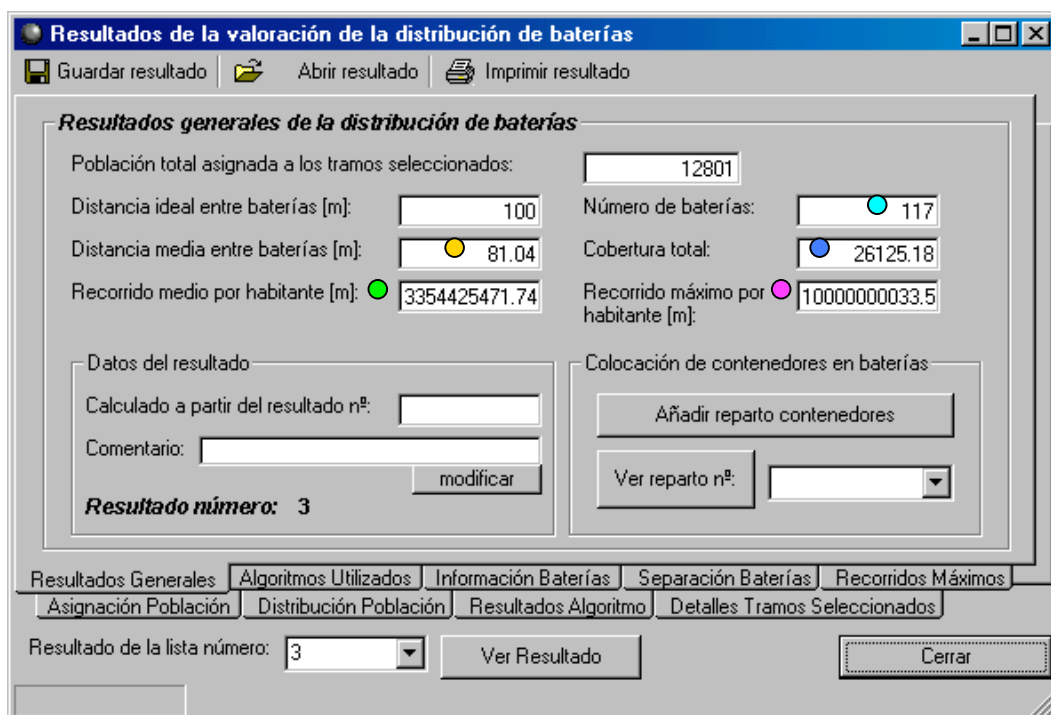 Resultados de la valoración de la distribución de baterías
Guardar resultado Abrir resultado Imprimir resultado
Resultados generales de la distribución de baterías
Población total asignada a los tramos seleccionados: 12801
Distancia ideal entre baterías [m]: 100 Número de baterías: 117
Distancia media entre baterías [m]: 81.04 Cobertura total: 26125.18
Recorrido medio por habitante [m]: 3354425471.74 Recorrido máximo por 10000000033.5
habitante [m]:
Datos del resultado Colocación de contenedores en baterías
Calculado a partir del resultado nº: Añadir reparto contenedores
Comentario:
modificar Ver reparto nº:
Resultado número: 3
Resultados Generales Algoritmos Utilizados Información Baterías Separación Baterías Recorridos Máximos
Asignación Población Distribución Población Resultados Algoritmo Detalles Tramos Seleccionados
Resultado de la lista número: 3 Ver Resultado Cerrar